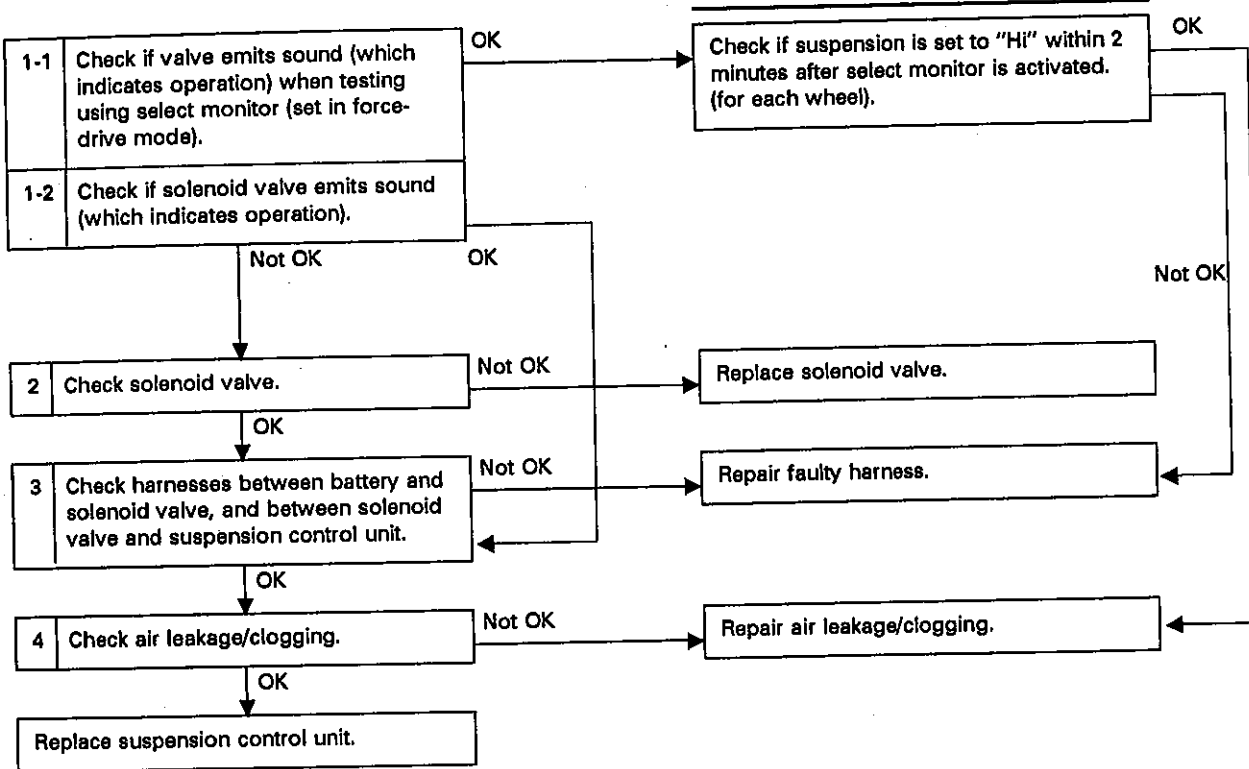 1-1
Check if valve emits sound (which
indicates operation) when testing
using select monitor (set in force-
drive mode).
OK
Check if suspension is set to "Hi" within 2
minutes after select monitor is activated.
(for each wheel).
OK
1-2
Check if solenoid valve emits sound
(which indicates operation).
Not OK
OK
Not OK
2
Check solenoid valve.
Not OK
Replace solenoid valve.
OK
3
Check harnesses between battery and
solenoid valve, and between solenoid
valve and suspension control unit.
Not OK
Repair faulty harness.
OK
4
Check air leakage/clogging.
Not OK
Repair air leakage/clogging.
OK
Replace suspension control unit.